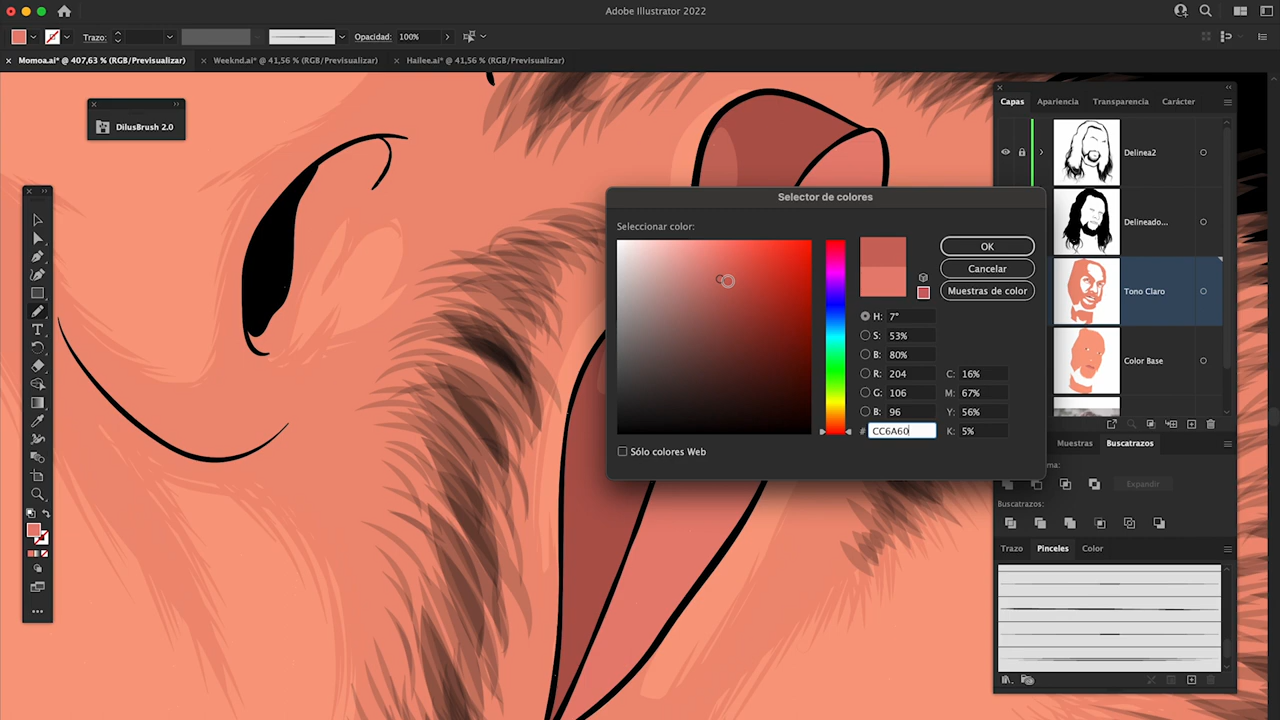 Adobe Illustrator 2022
Trazo:
Opacidad: 100%
× Momoa.ai* @ 407,63 % (RGB/Previsualizar) × Weeknd.ai* @ 41,56 % (RGB/Previsualizar) × Hailee.ai* @ 41,56 % (RGB/Previsualizar)
DilusBrush 2.0
Capas Apariencia Transparencia Carácter
Delinea2
Delineado...
Tono Claro
Color Base
Selector de colores
Seleccionar color:
OK
Cancelar
Muestras de color
H: 7°
S: 53%
B: 80%
R: 204 C: 16%
G: 106 M: 67%
B: 96 Y: 56%
# CC6A60 K: 5%
Sólo colores Web
Muestras Buscatrazos
ma:
Expandir
Buscatrazos:
Trazo Pinceles Color